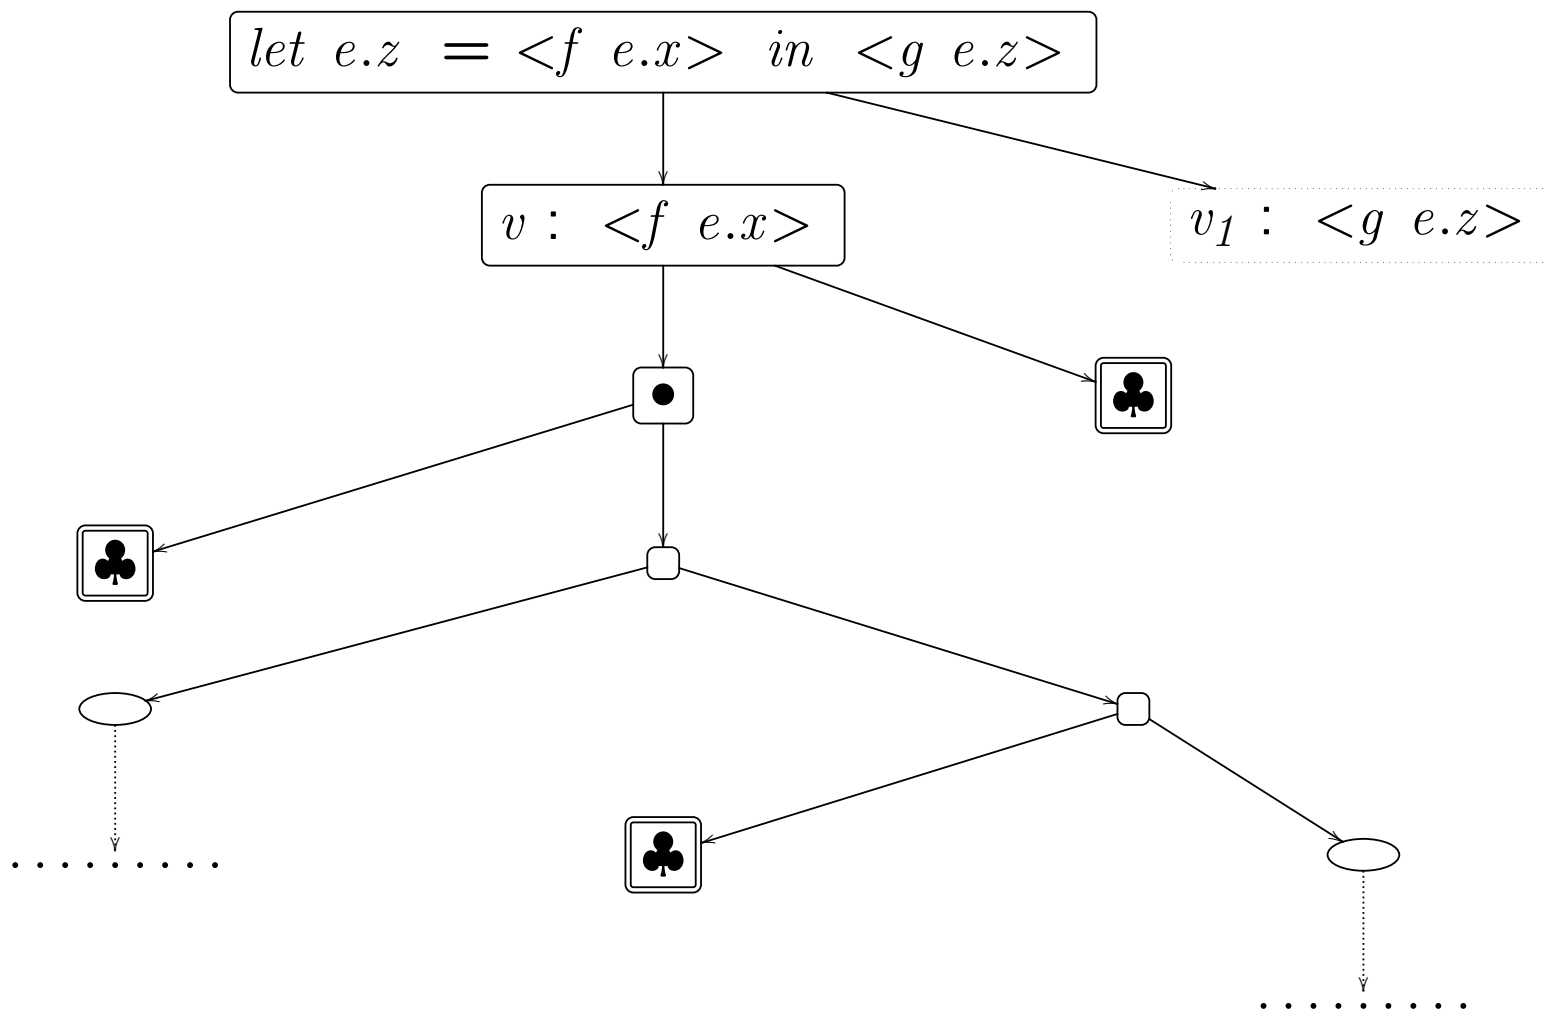 let e.z = <f e.x> in <g e.z>
v : <f e.x>
v₁ : <g e.z>
•
♣
♣
♣
. . . . . . . . .
. . . . . . . . .